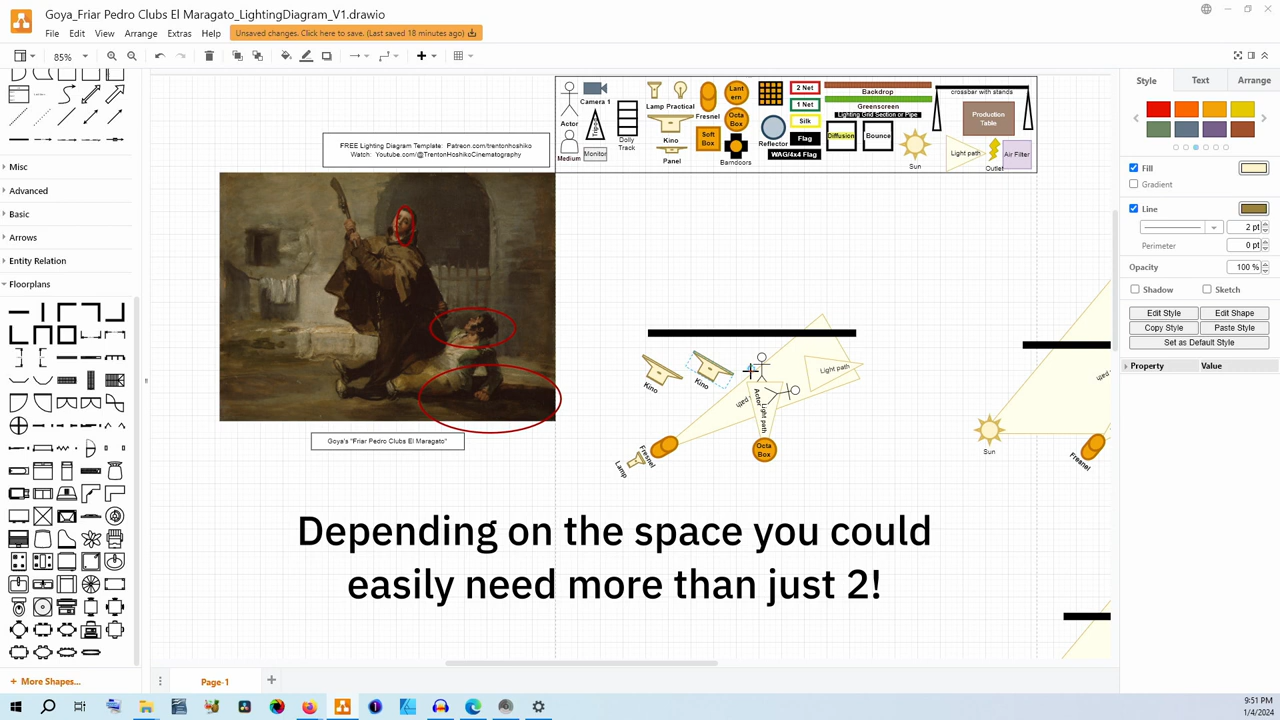 Goya_Friar Pedro Clubs El Maragato_LightingDiagram_V1.drawio
File Edit View Arrange Extras Help
Unsaved changes. Click here to save. (Last saved 18 minutes ago)
85%
Misc
Advanced
Basic
Arrows
Entity Relation
Floorplans
+ More Shapes...
FREE Lighting Diagram Template: Patreon.com/trentonhoshiko
Watch: Youtube.com/@TrentonHoshikoCinematography
Actor
Medium
Camera 1
Tripod
Monitor
Dolly
Track
Lamp Practical
Kino
Panel
Fresnel
Soft
Box
Lant
ern
Octa
Box
Barndoors
Reflector
2 Net
1 Net
Silk
Flag
WAG/4x4 Flag
Backdrop
Greenscreen
Lighting Grid Section or Pipe
Diffusion
Bounce
Sun
crossbar with stands
Production
Table
Light path
Outlet
Air Filter
Goya's "Friar Pedro Clubs El Maragato"
Kino
Kino
Light path
Actor
Light path
path
Fresnel
Lamp
Octa
Box
Sun
Fresnel
path
Depending on the space you could
easily need more than just 2!
Page-1
Style Text Arrange
Fill
Gradient
Line
2 pt
Perimeter
0 pt
Opacity
100 %
Shadow
Sketch
Edit Style
Edit Shape
Copy Style
Paste Style
Set as Default Style
Property Value
9:51 PM
1/4/2024